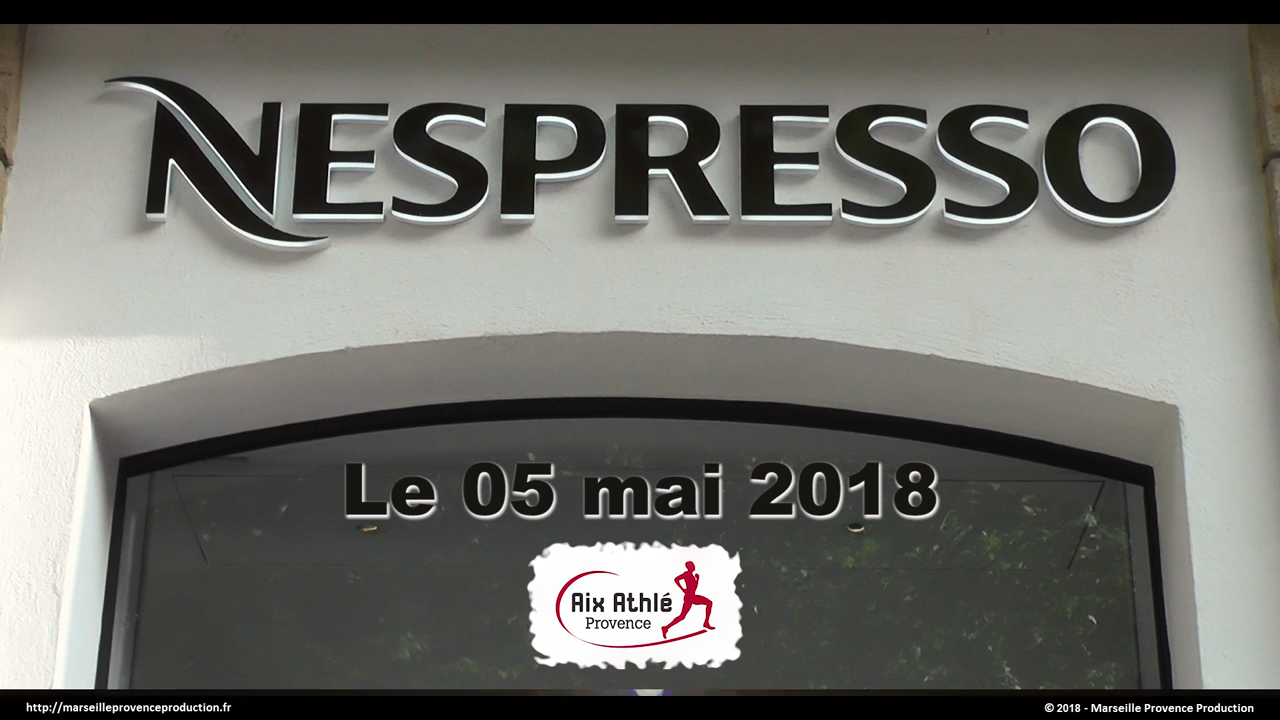 NESPRESSO
Le 05 mai 2018
Aix Athlé
Provence
http://marseilleprovenceproduction.fr
© 2018 - Marseille Provence Production